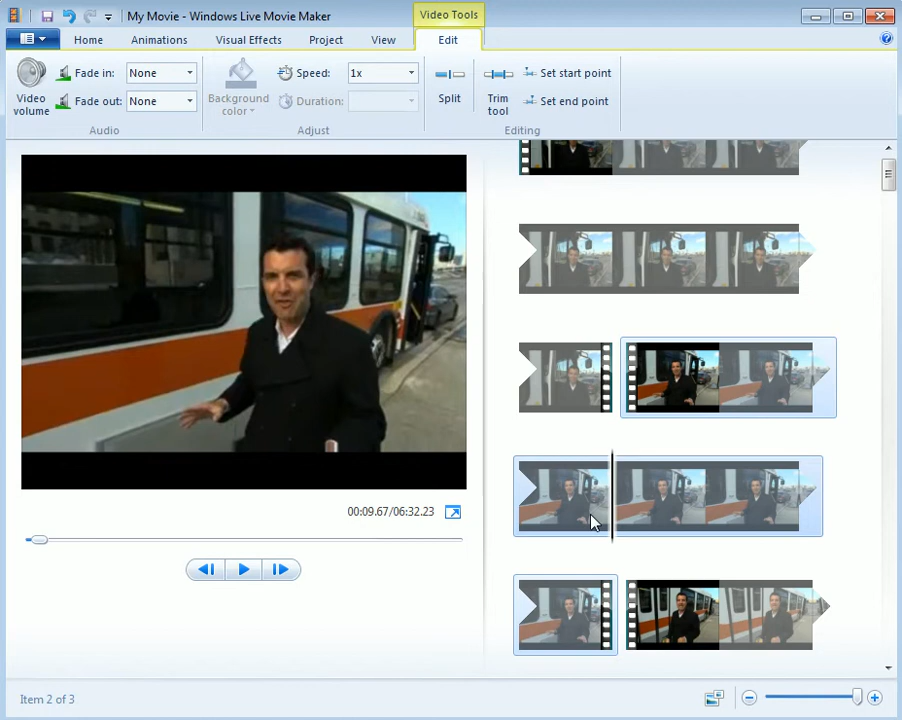 My Movie - Windows Live Movie Maker
Video Tools
Home
Animations
Visual Effects
Project
View
Edit
Video volume
Fade in:
None
Fade out:
None
Audio
Background color
Speed:
1x
Duration:
Adjust
Split
Trim tool
Set start point
Set end point
Editing
00:09.67/06:32.23
Item 2 of 3